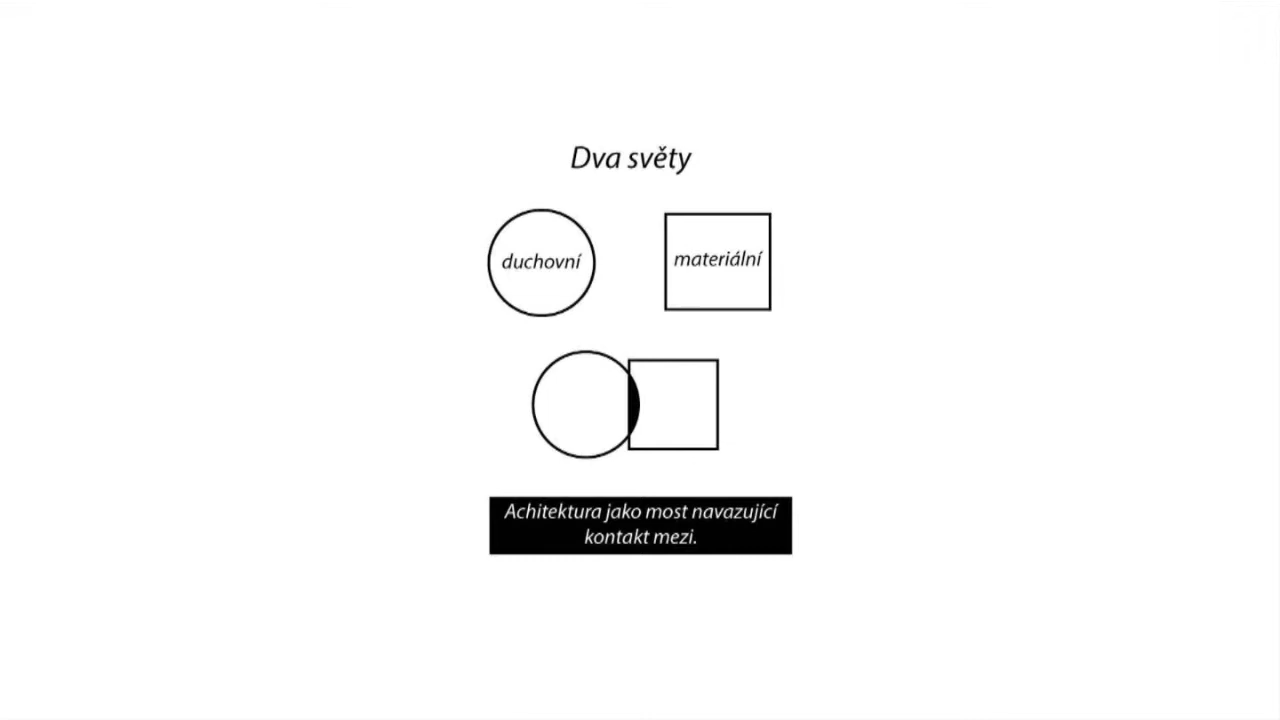 Dva světy
duchovní
materiální
Achitektura jako most navazující
kontakt mezi.